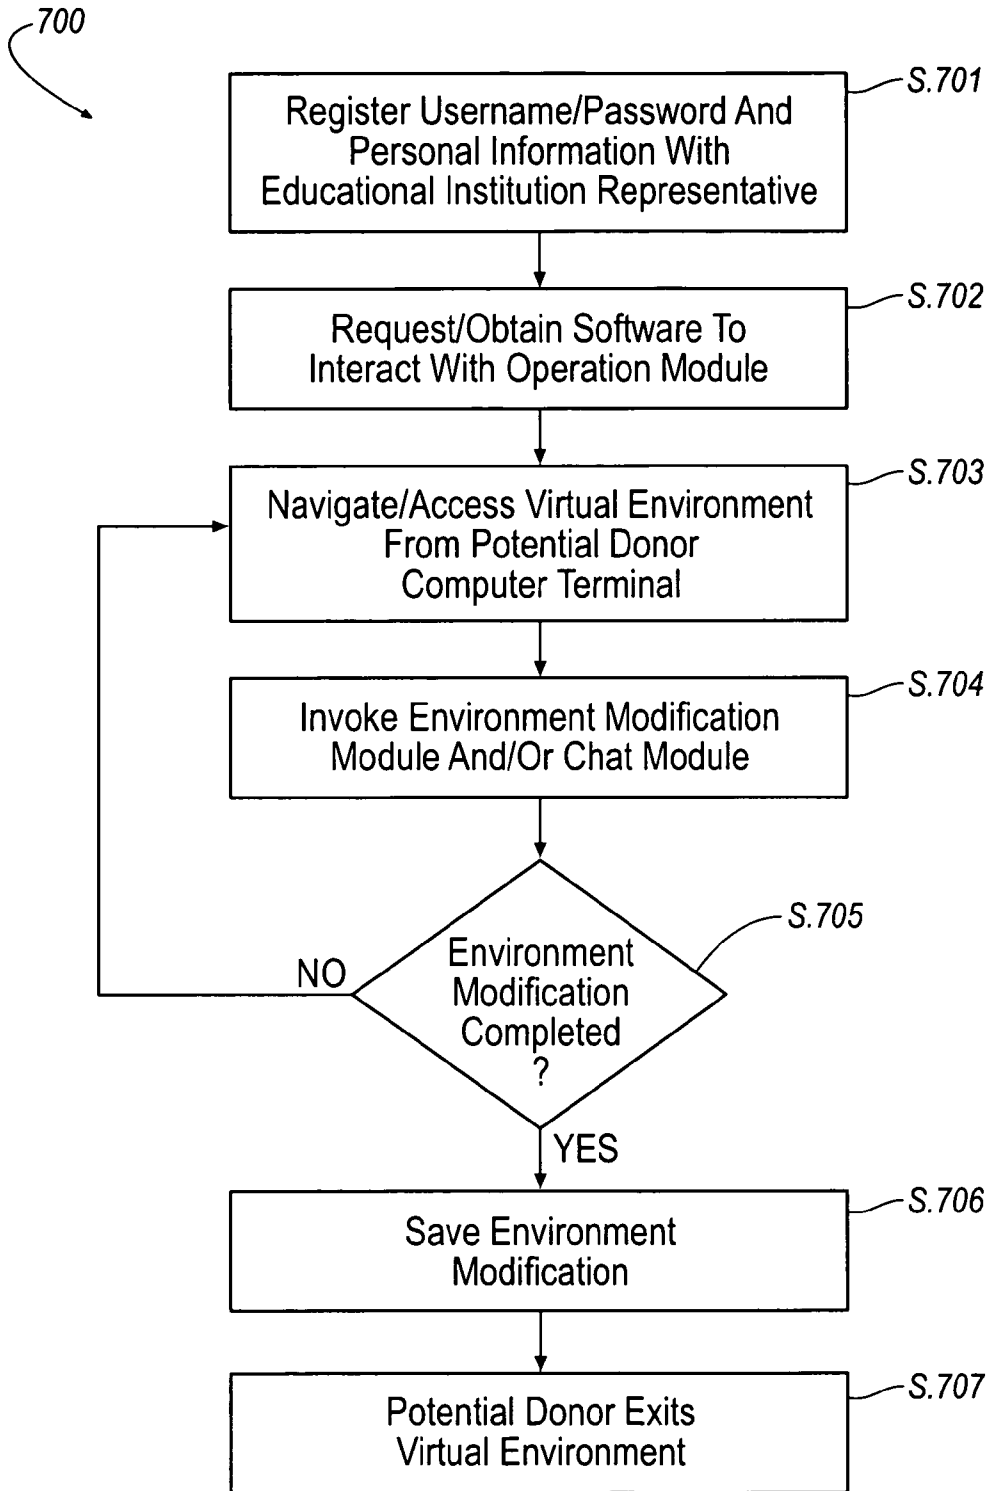 700
S.701
Register Username/Password And
Personal Information With
Educational Institution Representative
S.702
Request/Obtain Software To
Interact With Operation Module
S.703
Navigate/Access Virtual Environment
From Potential Donor
Computer Terminal
S.704
Invoke Environment Modification
Module And/Or Chat Module
S.705
Environment
Modification
Completed
?
NO
YES
S.706
Save Environment
Modification
S.707
Potential Donor Exits
Virtual Environment